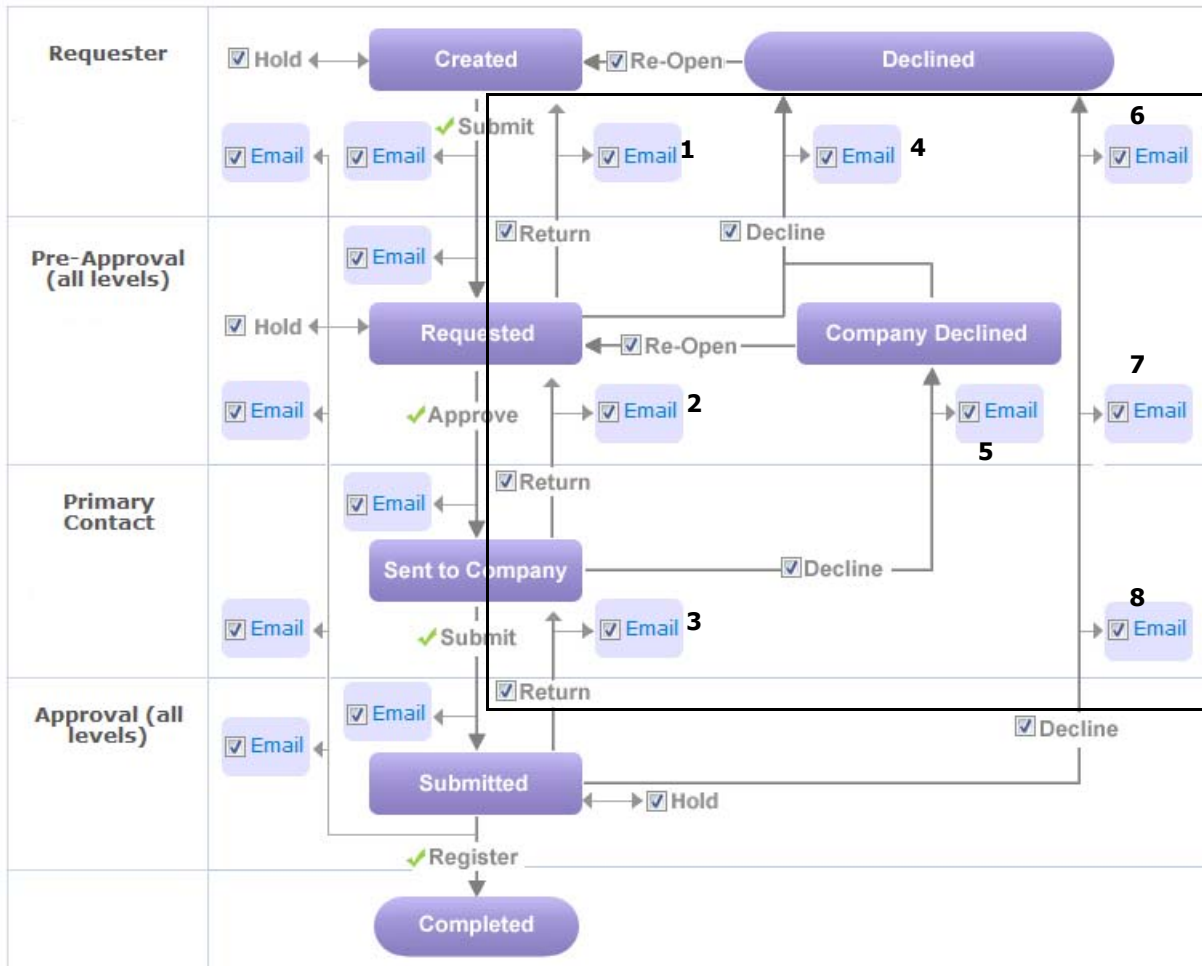 Requester
Hold
Created
Re-Open
Declined
Submit
6
Email
Email
Email
1
Email
4
Email
Return
Decline
Pre-Approval
(all levels)
Email
Hold
Requested
Re-Open
Company Declined
7
Email
Approve
Email
2
Email
Email
5
Return
Primary
Contact
Email
Sent to Company
Decline
8
Email
Submit
Email
3
Email
Return
Approval (all
levels)
Email
Email
Decline
Submitted
Hold
Register
Completed